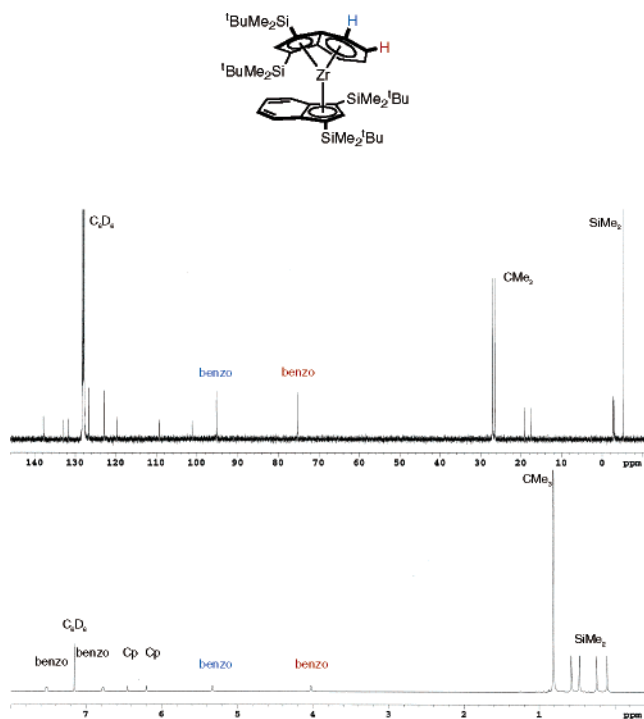 H
ᵗBuMe₂Si
H
ᵗBuMe₂Si
Zr
SiMe₂ᵗBu
SiMe₂ᵗBu
C₆D₆
SiMe₂
CMe₂
benzo benzo
140 130 120 110 100 90 80 70 60 50 40 30 20 10 0 ppm
CMe₃
C₆D₆
SiMe₂
benzo benzo Cp Cp benzo benzo
7 6 5 4 3 2 1 ppm